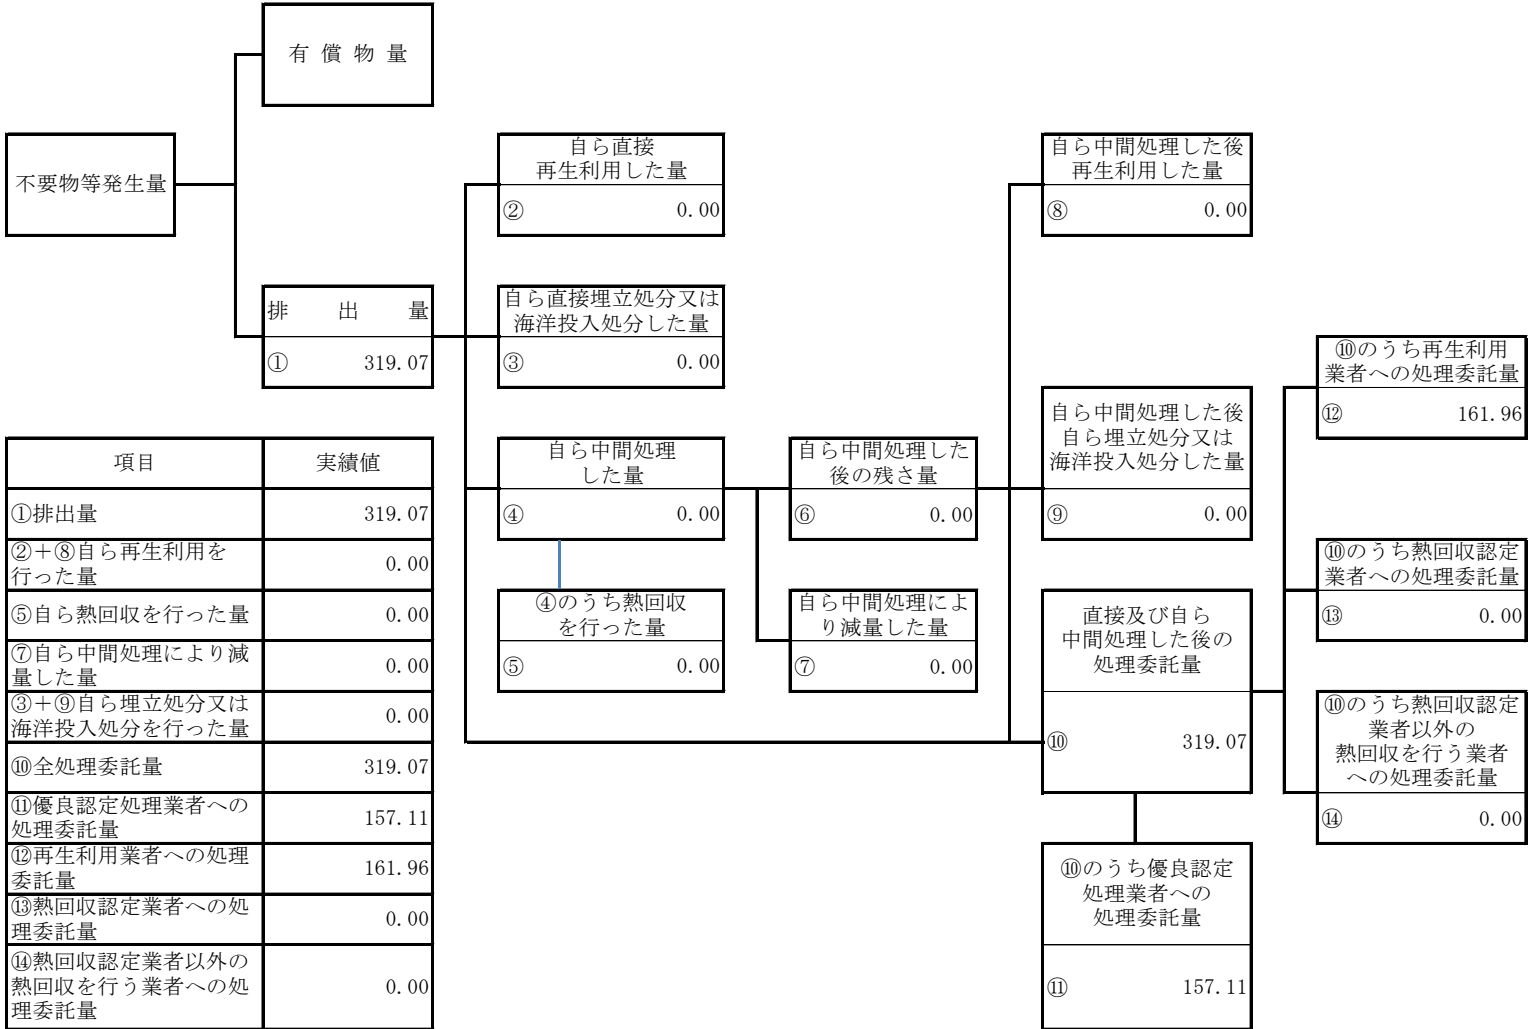 有 償 物 量
不要物等発生量
自ら直接
再生利用した量
② 0.00
自ら中間処理した後
再生利用した量
⑧ 0.00
排 出 量
① 319.07
自ら直接埋立処分又は
海洋投入処分した量
③ 0.00
⑩のうち再生利用
業者への処理委託量
⑫ 161.96
自ら中間処理
した量
④ 0.00
自ら中間処理した
後の残さ量
⑥ 0.00
自ら中間処理した後
自ら埋立処分又は
海洋投入処分した量
⑨ 0.00
⑩のうち熱回収認定
業者への処理委託量
⑬ 0.00
④のうち熱回収
を行った量
⑤ 0.00
自ら中間処理によ
り減量した量
⑦ 0.00
直接及び自ら
中間処理した後の
処理委託量
⑩ 319.07
⑩のうち熱回収認定
業者以外の
熱回収を行う業者
への処理委託量
⑭ 0.00
⑩のうち優良認定
処理業者への
処理委託量
⑪ 157.11
項目 実績値
①排出量 319.07
②＋⑧自ら再生利用を
行った量 0.00
⑤自ら熱回収を行った量 0.00
⑦自ら中間処理により減
量した量 0.00
③＋⑨自ら埋立処分又は
海洋投入処分を行った量 0.00
⑩全処理委託量 319.07
⑪優良認定処理業者への
処理委託量 157.11
⑫再生利用業者への処理
委託量 161.96
⑬熱回収認定業者への処
理委託量 0.00
⑭熱回収認定業者以外の
熱回収を行う業者への処
理委託量 0.00